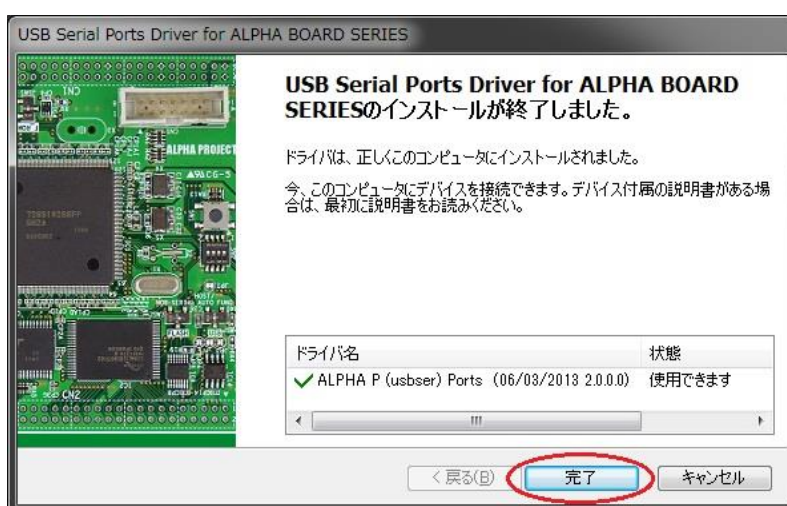 USB Serial Ports Driver for ALPHA BOARD SERIES
CN1
ALPHA PROJECT
USB Serial Ports Driver for ALPHA BOARD
SERIESのインストールが終了しました。
ドライバは、正しくこのコンピュータにインストールされました。
今、このコンピュータにデバイスを接続できます。デバイス付属の説明書がある場
合は、最初に説明書をお読みください。
ドライバ名
状態
ALPHA P (usbser) Ports (06/03/2013 2.0.0.0)
使用できます
CN2
< 戻る(B)
完了
キャンセル